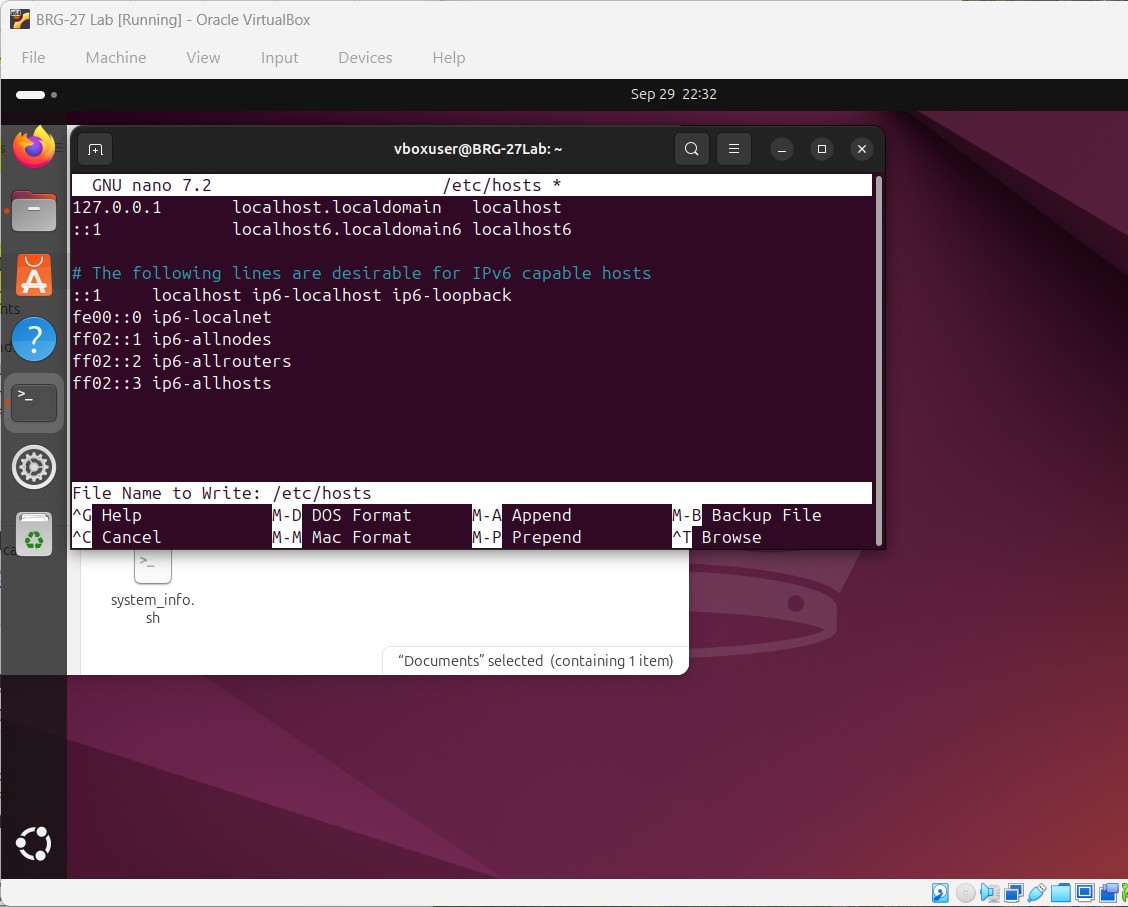 BRG-27 Lab [Running] - Oracle VirtualBox
File Machine View Input Devices Help
Sep 29 22:32
vboxuser@BRG-27Lab: ~
GNU nano 7.2 /etc/hosts *
127.0.0.1 localhost.localdomain localhost
::1 localhost6.localdomain6 localhost6
# The following lines are desirable for IPv6 capable hosts
::1 localhost ip6-localhost ip6-loopback
fe00::0 ip6-localnet
ff02::1 ip6-allnodes
ff02::2 ip6-allrouters
ff02::3 ip6-allhosts
File Name to Write: /etc/hosts
^G Help M-D DOS Format M-A Append M-B Backup File
^C Cancel M-M Mac Format M-P Prepend ^T Browse
system_info.
sh
“Documents” selected (containing 1 item)